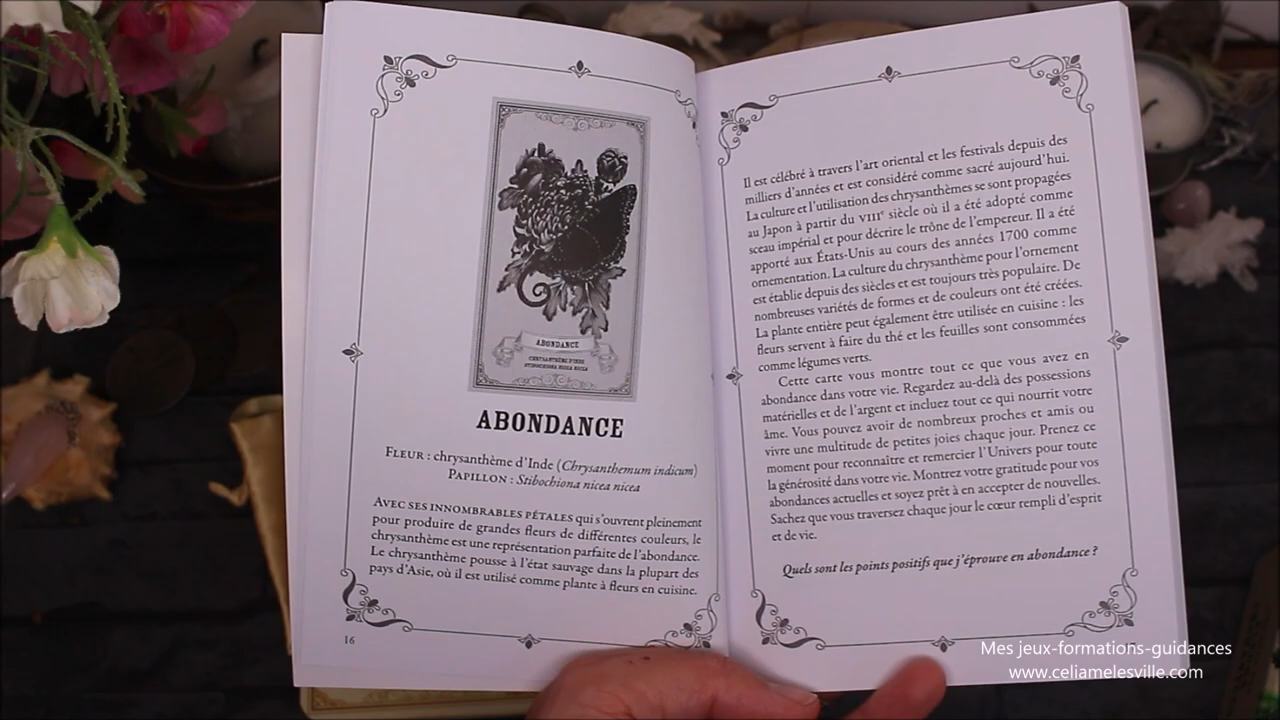 ABONDANCE
CHRYSANTHÈME D'INDE
STIBOCHIONA NICEA NICEA
ABONDANCE
FLEUR : chrysanthème d'Inde (Chrysanthemum indicum)
PAPILLON : Stibochiona nicea nicea
AVEC SES INNOMBRABLES PÉTALES qui s'ouvrent pleinement
pour produire de grandes fleurs de différentes couleurs, le
chrysanthème est une représentation parfaite de l'abondance.
Le chrysanthème pousse à l'état sauvage dans la plupart des
pays d'Asie, où il est utilisé comme plante à fleurs en cuisine.
16
Il est célébré à travers l'art oriental et les festivals depuis des
milliers d'années et est considéré comme sacré aujourd'hui.
La culture et l'utilisation des chrysanthèmes se sont propagées
au Japon à partir du VIIIe siècle où il a été adopté comme
sceau impérial et pour décrire le trône de l'empereur. Il a été
apporté aux États-Unis au cours des années 1700 comme
ornementation. La culture du chrysanthème pour l'ornement
est établie depuis des siècles et est toujours très populaire. De
nombreuses variétés de formes et de couleurs ont été créées.
La plante entière peut également être utilisée en cuisine : les
fleurs servent à faire du thé et les feuilles sont consommées
comme légumes verts.
Cette carte vous montre tout ce que vous avez en
abondance dans votre vie. Regardez au-delà des possessions
matérielles et de l'argent et incluez tout ce qui nourrit votre
âme. Vous pouvez avoir de nombreux proches et amis ou
vivre une multitude de petites joies chaque jour. Prenez ce
moment pour reconnaître et remercier l'Univers pour toute
la générosité dans votre vie. Montrez votre gratitude pour vos
abondances actuelles et soyez prêt à en accepter de nouvelles.
Sachez que vous traversez chaque jour le cœur rempli d'esprit
et de vie.
Quels sont les points positifs que j'éprouve en abondance ?
Mes jeux-formations-guidances
www.celiamelesville.com